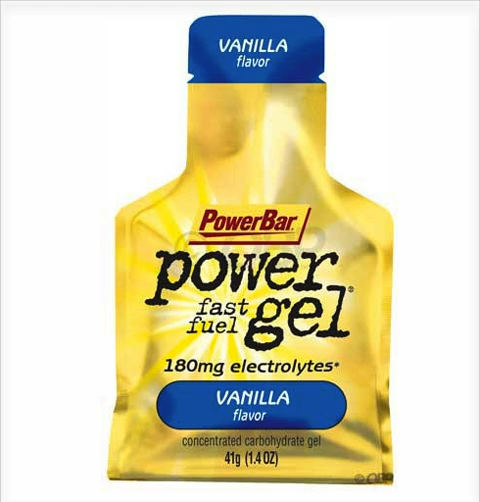 VANILLA
flavor
PowerBar
power
fast
fuel
gel®
180mg electrolytes*
VANILLA
flavor
concentrated carbohydrate gel
41g (1.4 OZ)